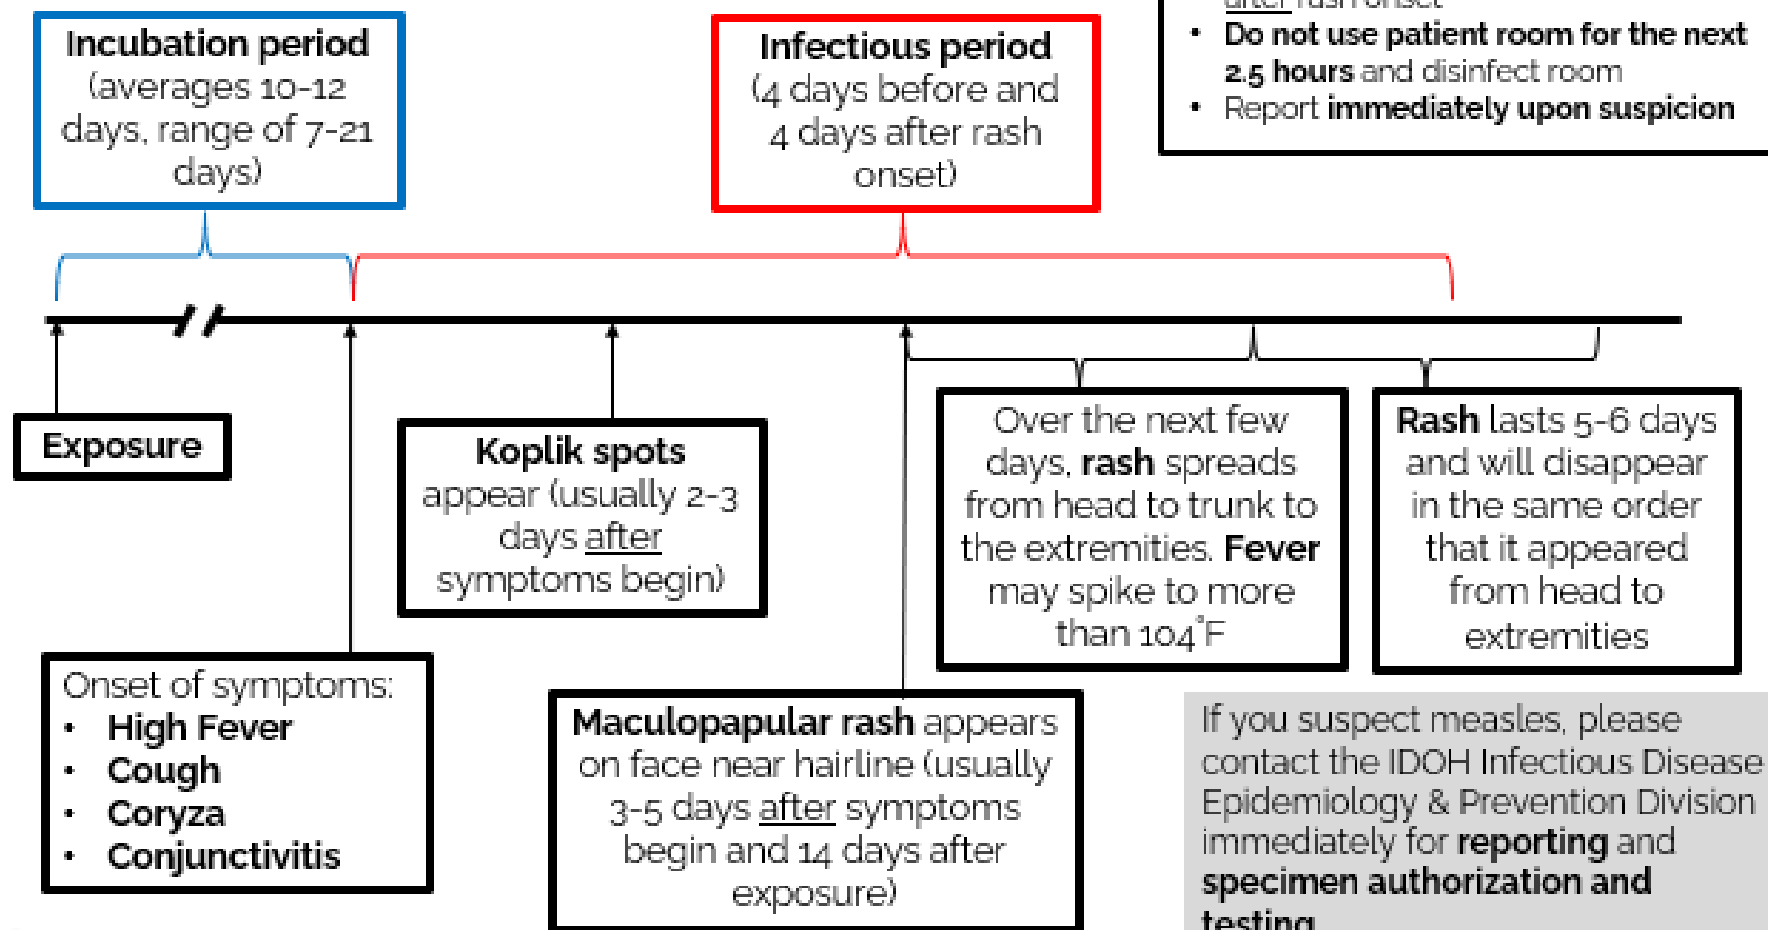 Incubation period
(averages 10-12
days, range of 7-21
days)
Infectious period
(4 days before and
4 days after rash
onset)
after rash onset
• Do not use patient room for the next
2.5 hours and disinfect room
• Report immediately upon suspicion
Exposure
Koplik spots
appear (usually 2-3
days after
symptoms begin)
Over the next few
days, rash spreads
from head to trunk to
the extremities. Fever
may spike to more
than 104°F
Rash lasts 5-6 days
and will disappear
in the same order
that it appeared
from head to
extremities
Onset of symptoms:
• High Fever
• Cough
• Coryza
• Conjunctivitis
Maculopapular rash appears
on face near hairline (usually
3-5 days after symptoms
begin and 14 days after
exposure)
If you suspect measles, please
contact the IDOH Infectious Disease
Epidemiology & Prevention Division
immediately for reporting and
specimen authorization and
testing